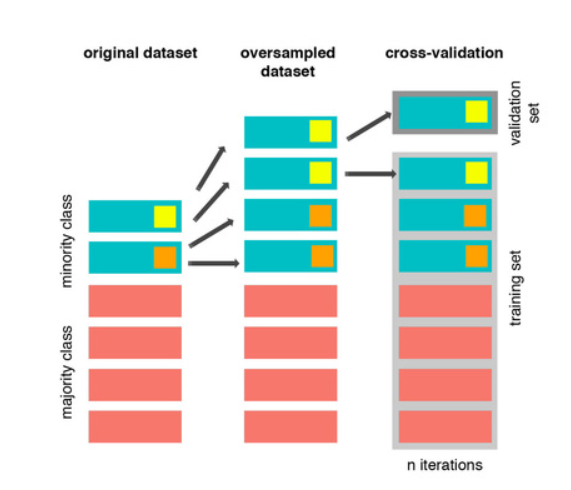 original dataset
oversampled
dataset
cross-validation
validation
set
minority class
majority class
training set
n iterations